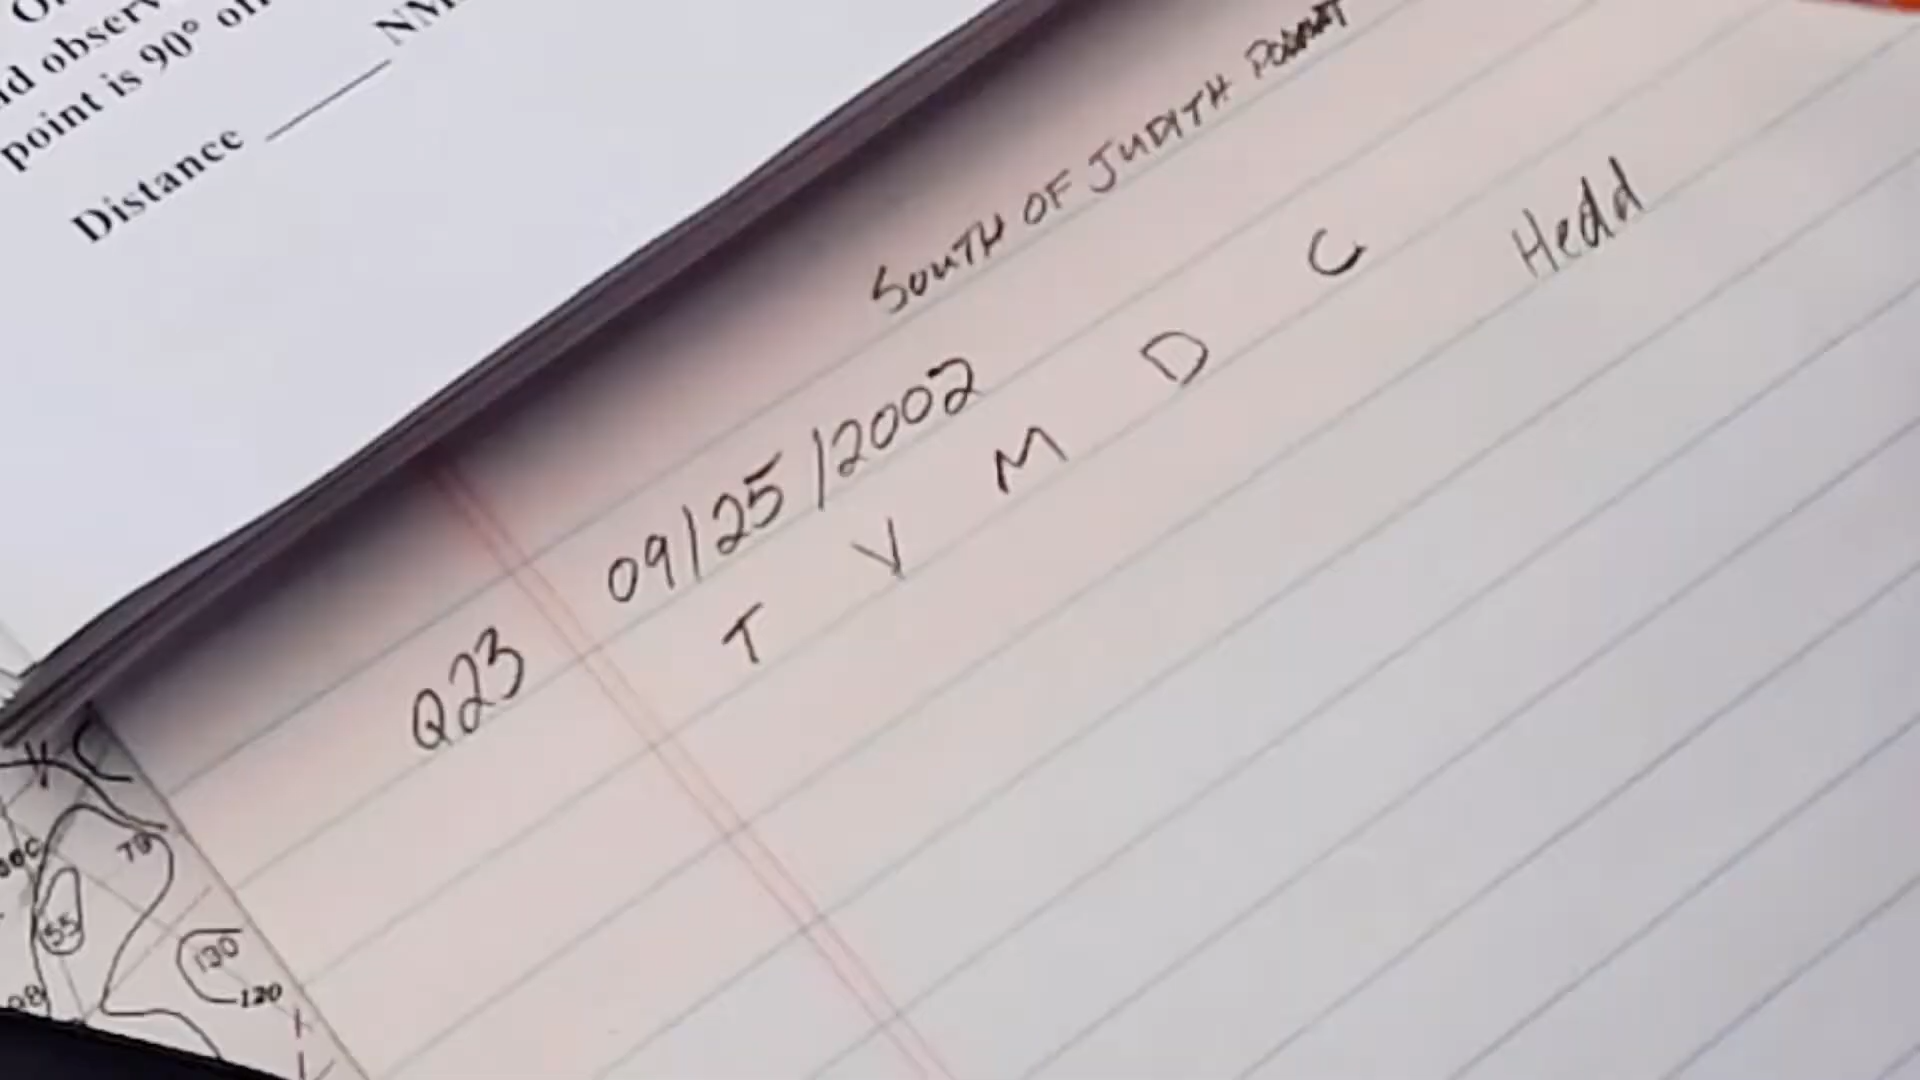 observ
point is 90° o
Distance ______ NM
SOUTH OF JUDITH POINT
Q23 09/25/2002
T V M D C Hedd
79
55
130
120